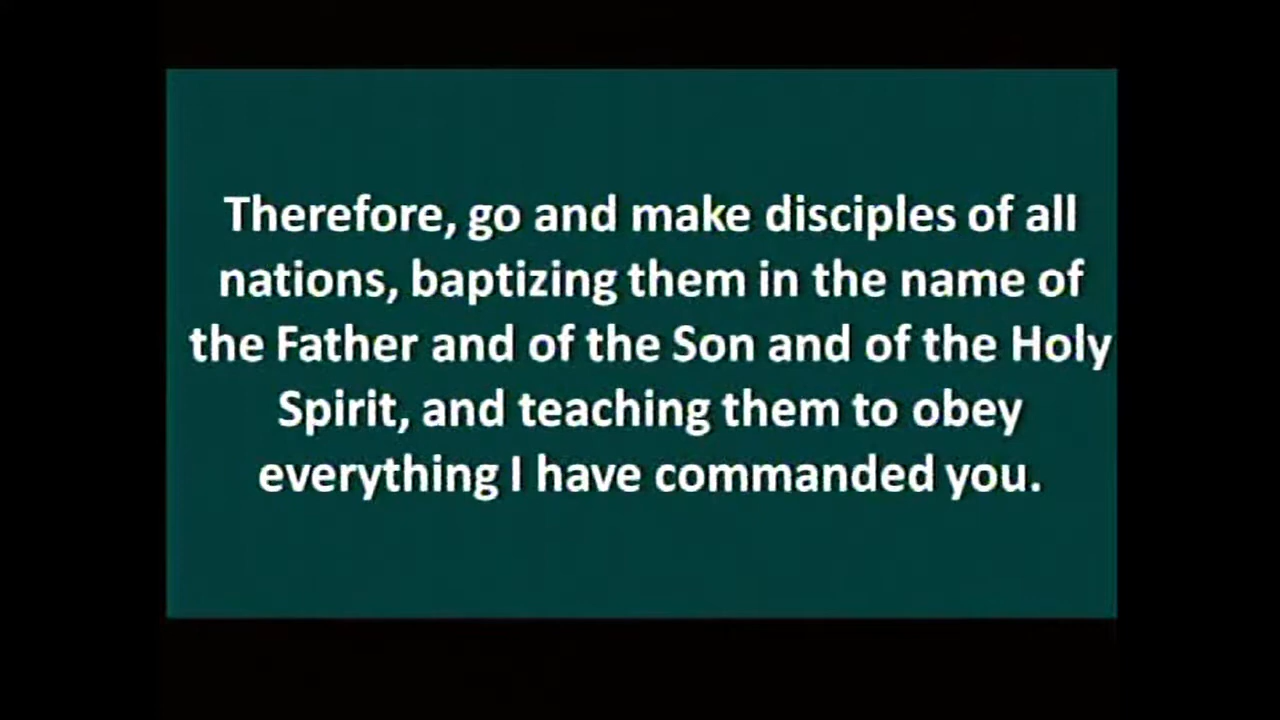 Therefore, go and make disciples of all
nations, baptizing them in the name of
the Father and of the Son and of the Holy
Spirit, and teaching them to obey
everything I have commanded you.